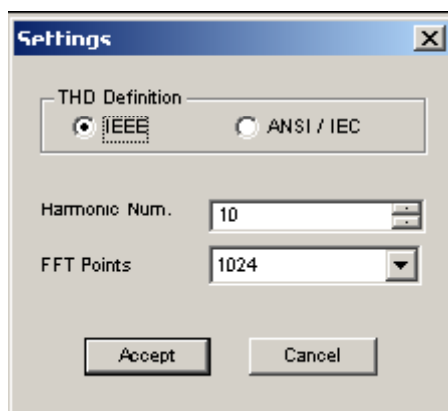 Settings
THD Definition
IEEE ANSI / IEC
Harmonic Num. 10
FFT Points 1024
Accept Cancel